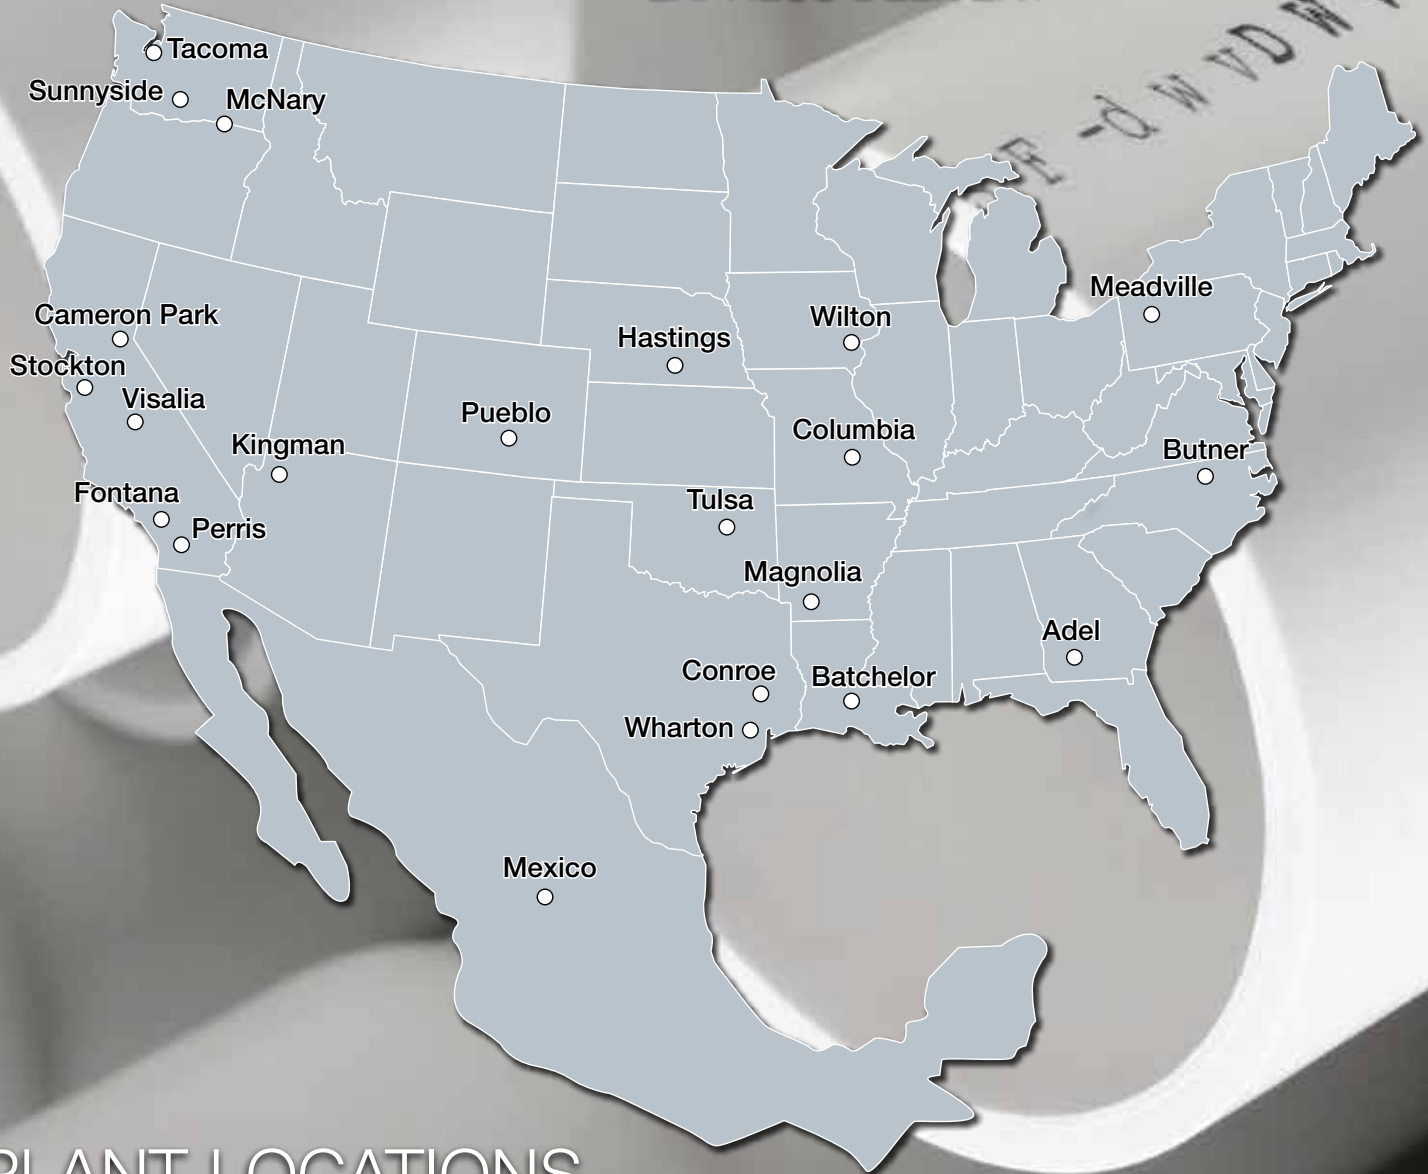 Tacoma
Sunnyside
McNary
Meadville
Cameron Park
Wilton
Hastings
Stockton
Visalia
Pueblo
Columbia
Kingman
Butner
Fontana
Tulsa
Perris
Magnolia
Adel
Conroe
Batchelor
Wharton
Mexico
PLANT LOCATIONS